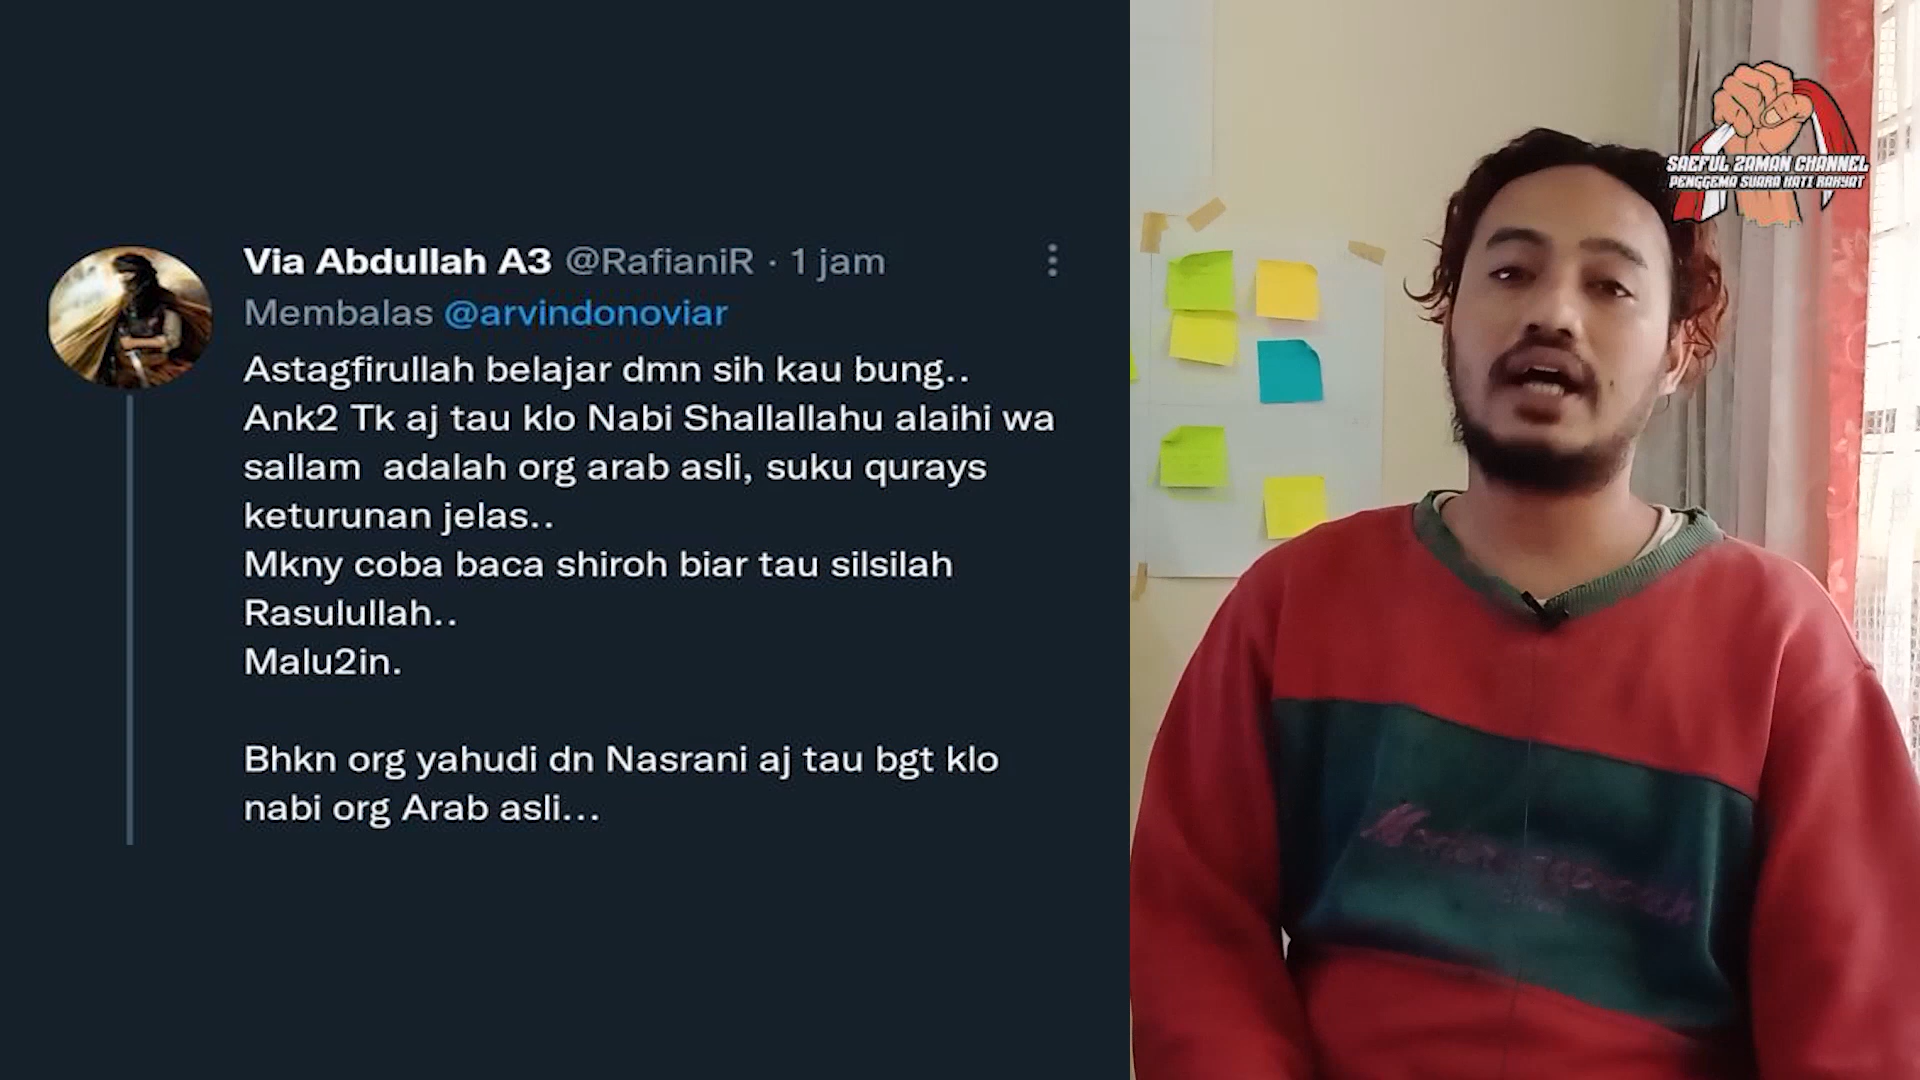 Via Abdullah A3 @RafianiR · 1 jam
Membalas @arvindonoviar
Astagfirullah belajar dmn sih kau bung..
Ank2 Tk aj tau klo Nabi Shallallahu alaihi wa
sallam adalah org arab asli, suku qurays
keturunan jelas..
Mkny coba baca shiroh biar tau silsilah
Rasulullah..
Malu2in.
Bhkn org yahudi dn Nasrani aj tau bgt klo
nabi org Arab asli...
SAEFUL ZAMAN CHANNEL
PENGGEMA SUARA HATI RAKYAT